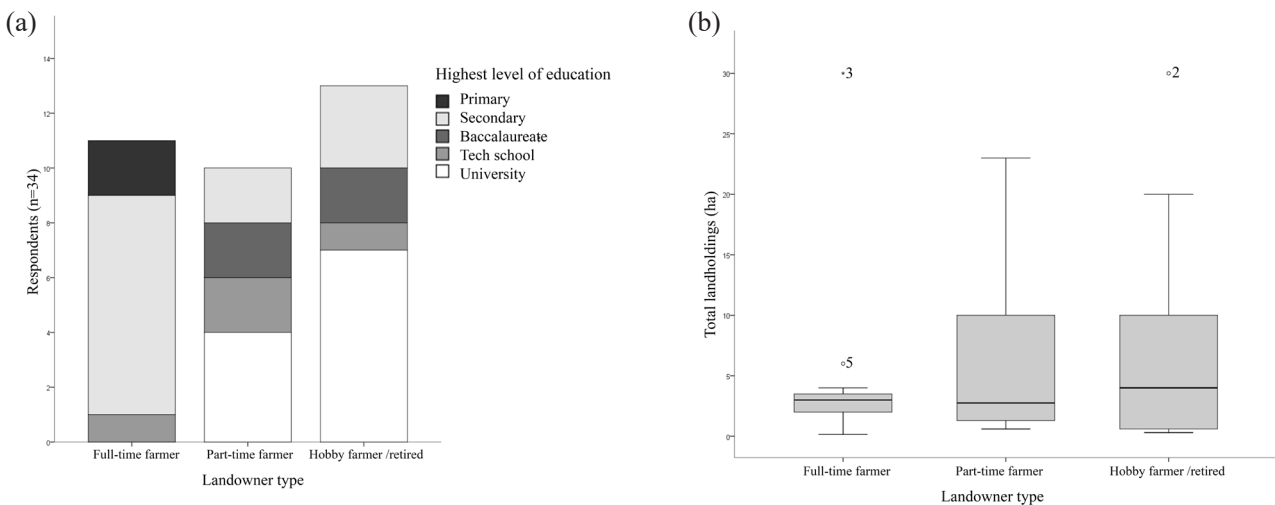 (a)
Respondents (n=34)
14
12
10
8
6
4
2
0
Full-time farmer
Part-time farmer
Hobby farmer /retired
Landowner type
Highest level of education
Primary
Secondary
Baccalaureate
Tech school
University
(b)
Total landholdings (ha)
30
25
20
15
10
5
0
*3
°5
°2
Full-time farmer
Part-time farmer
Hobby farmer /retired
Landowner type